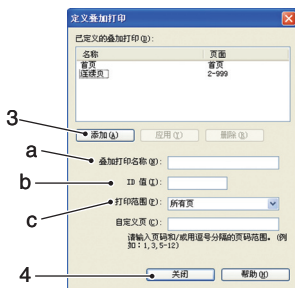 定义叠加打印
已定义的叠加打印(D):
名称 页面
首页 首页
连续页 2-999
3 添加(A) 应用(Y) 删除(R)
a 叠加打印名称(N):
b ID 值(I):
c 打印范围(P): 所有页
自定义页(C):
请输入页码和/或用逗号分隔的页码范围。(例
如:1,3,5-12)
4 关闭 帮助(H)